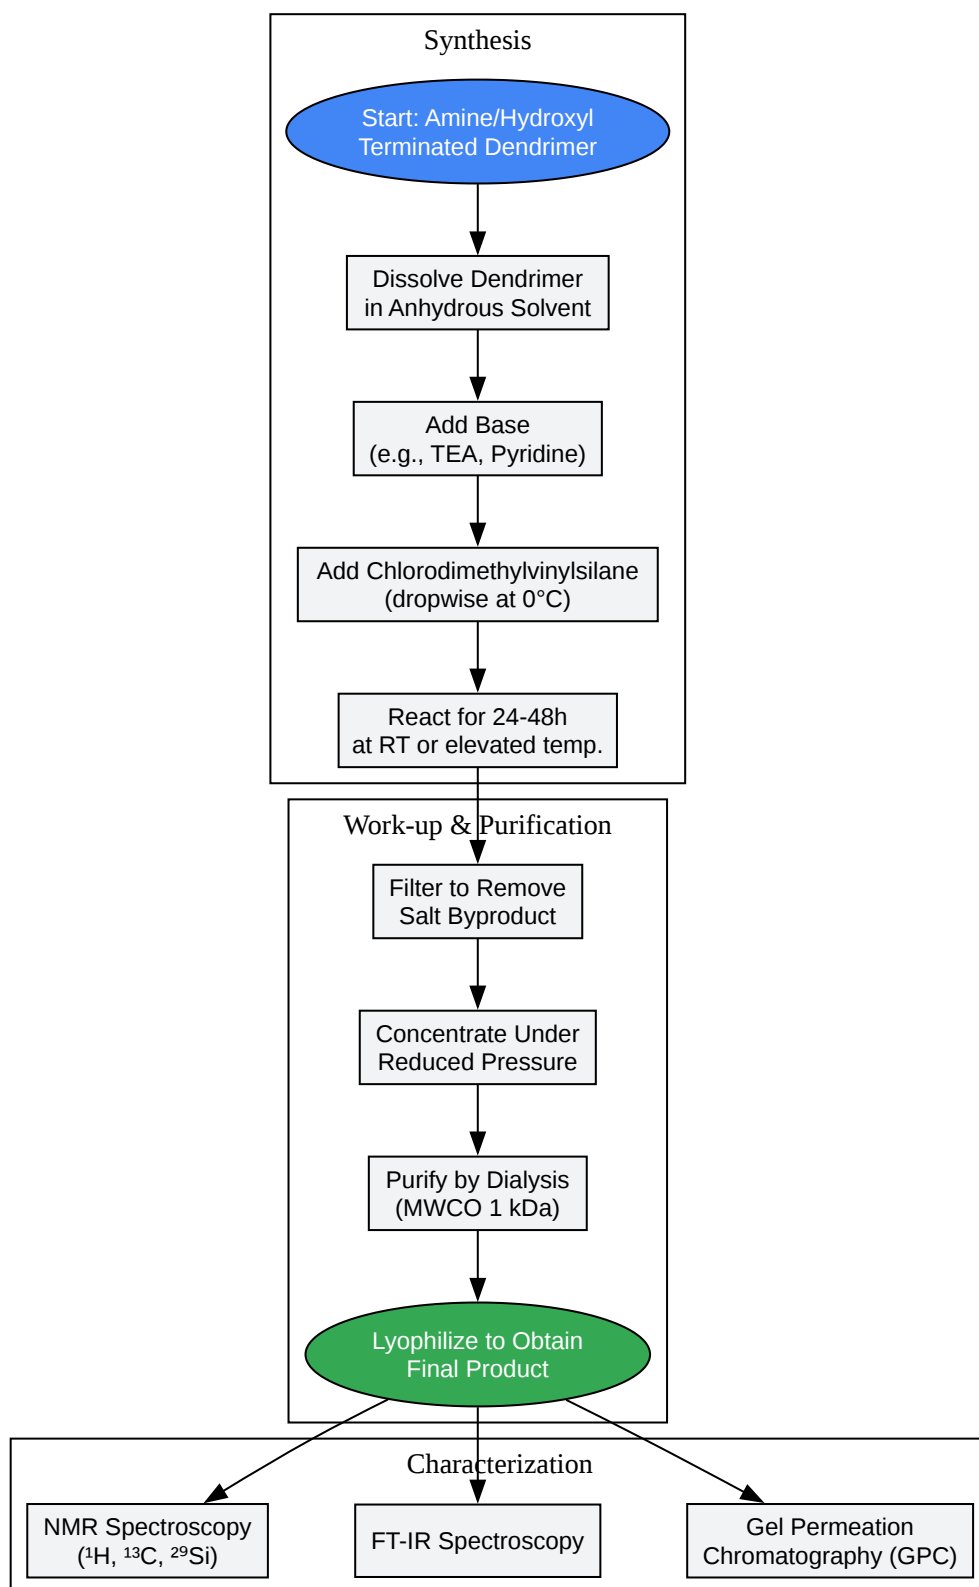 Synthesis
Start: Amine/Hydroxyl
Terminated Dendrimer
Dissolve Dendrimer
in Anhydrous Solvent
Add Base
(e.g., TEA, Pyridine)
Add Chlorodimethylvinylsilane
(dropwise at 0°C)
React for 24-48h
at RT or elevated temp.
Work-up & Purification
Filter to Remove
Salt Byproduct
Concentrate Under
Reduced Pressure
Purify by Dialysis
(MWCO 1 kDa)
Lyophilize to Obtain
Final Product
Characterization
NMR Spectroscopy
(¹H, ¹³C, ²⁹Si)
FT-IR Spectroscopy
Gel Permeation
Chromatography (GPC)